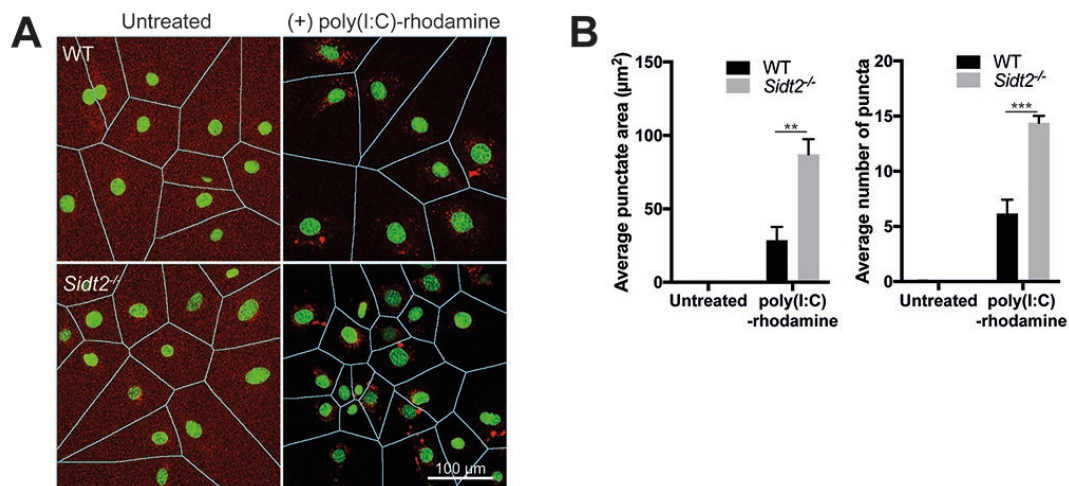 A
Untreated
(+) poly(I:C)-rhodamine
WT
Sidt2-/-
100 µm
B
Average punctate area (µm²)
150
100
50
0
WT
Sidt2-/-
**
Untreated
poly(I:C)
-rhodamine
Average number of puncta
20
15
10
5
0
WT
Sidt2-/-
***
Untreated
poly(I:C)
-rhodamine